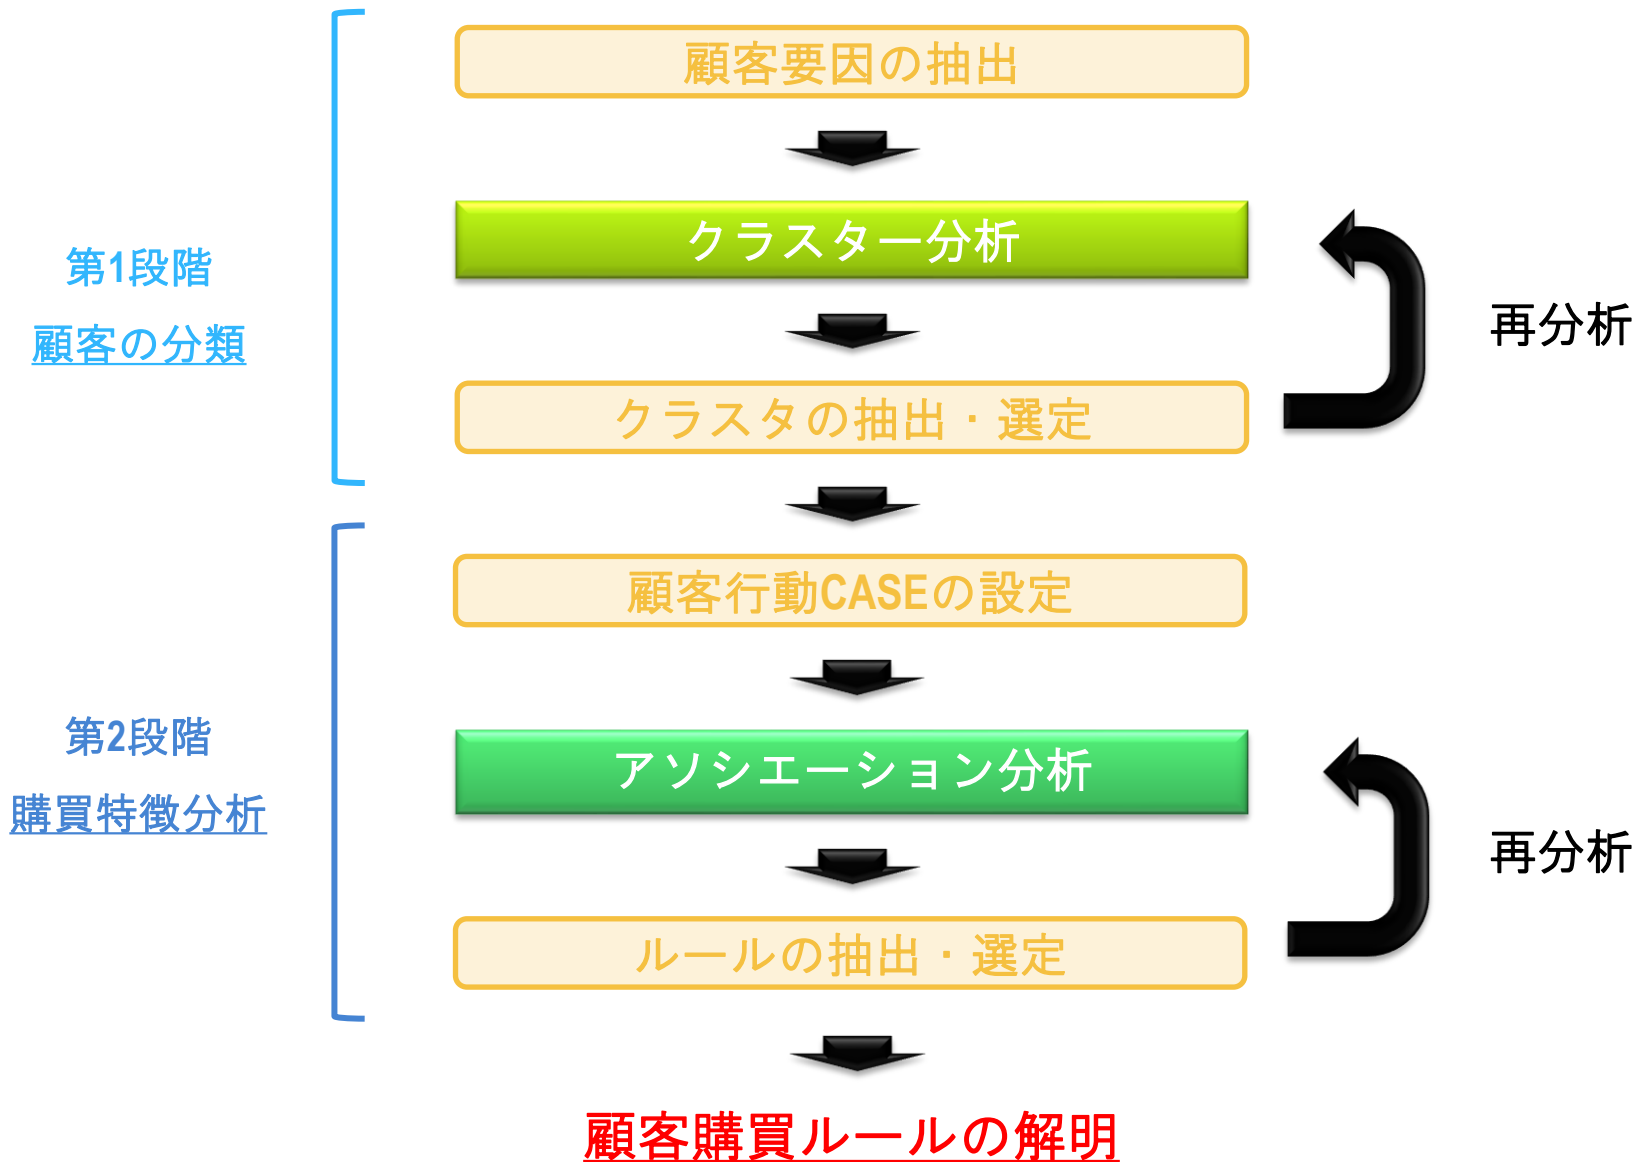 顧客要因の抽出
クラスター分析
第1段階
顧客の分類
再分析
クラスタの抽出・選定
顧客行動CASEの設定
第2段階
購買特徴分析
アソシエーション分析
再分析
ルールの抽出・選定
顧客購買ルールの解明